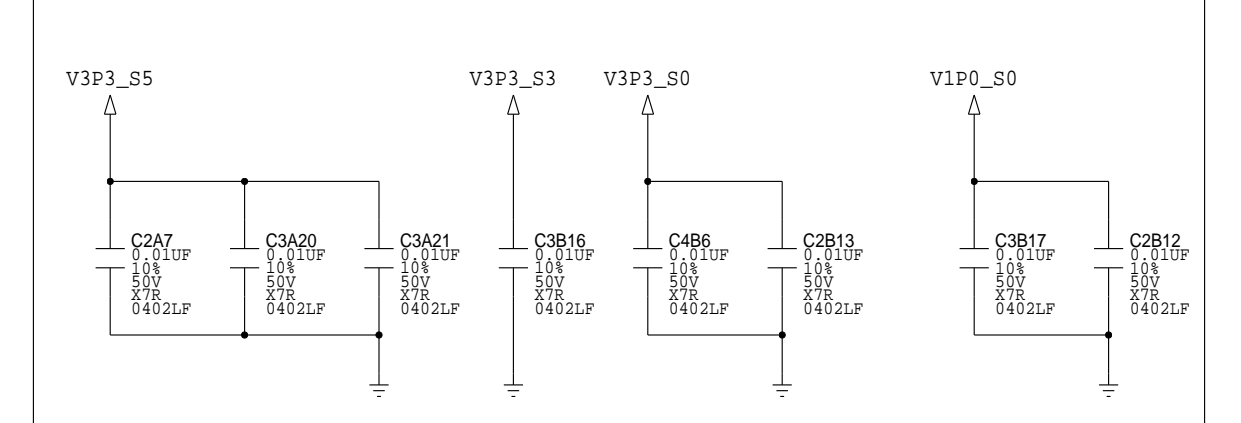 V3P3_S5
V3P3_S3
V3P3_S0
V1P0_S0
C2A7
0.01UF
10%
50V
X7R
0402LF
C3A20
0.01UF
10%
50V
X7R
0402LF
C3A21
0.01UF
10%
50V
X7R
0402LF
C3B16
0.01UF
10%
50V
X7R
0402LF
C4B6
0.01UF
10%
50V
X7R
0402LF
C2B13
0.01UF
10%
50V
X7R
0402LF
C3B17
0.01UF
10%
50V
X7R
0402LF
C2B12
0.01UF
10%
50V
X7R
0402LF